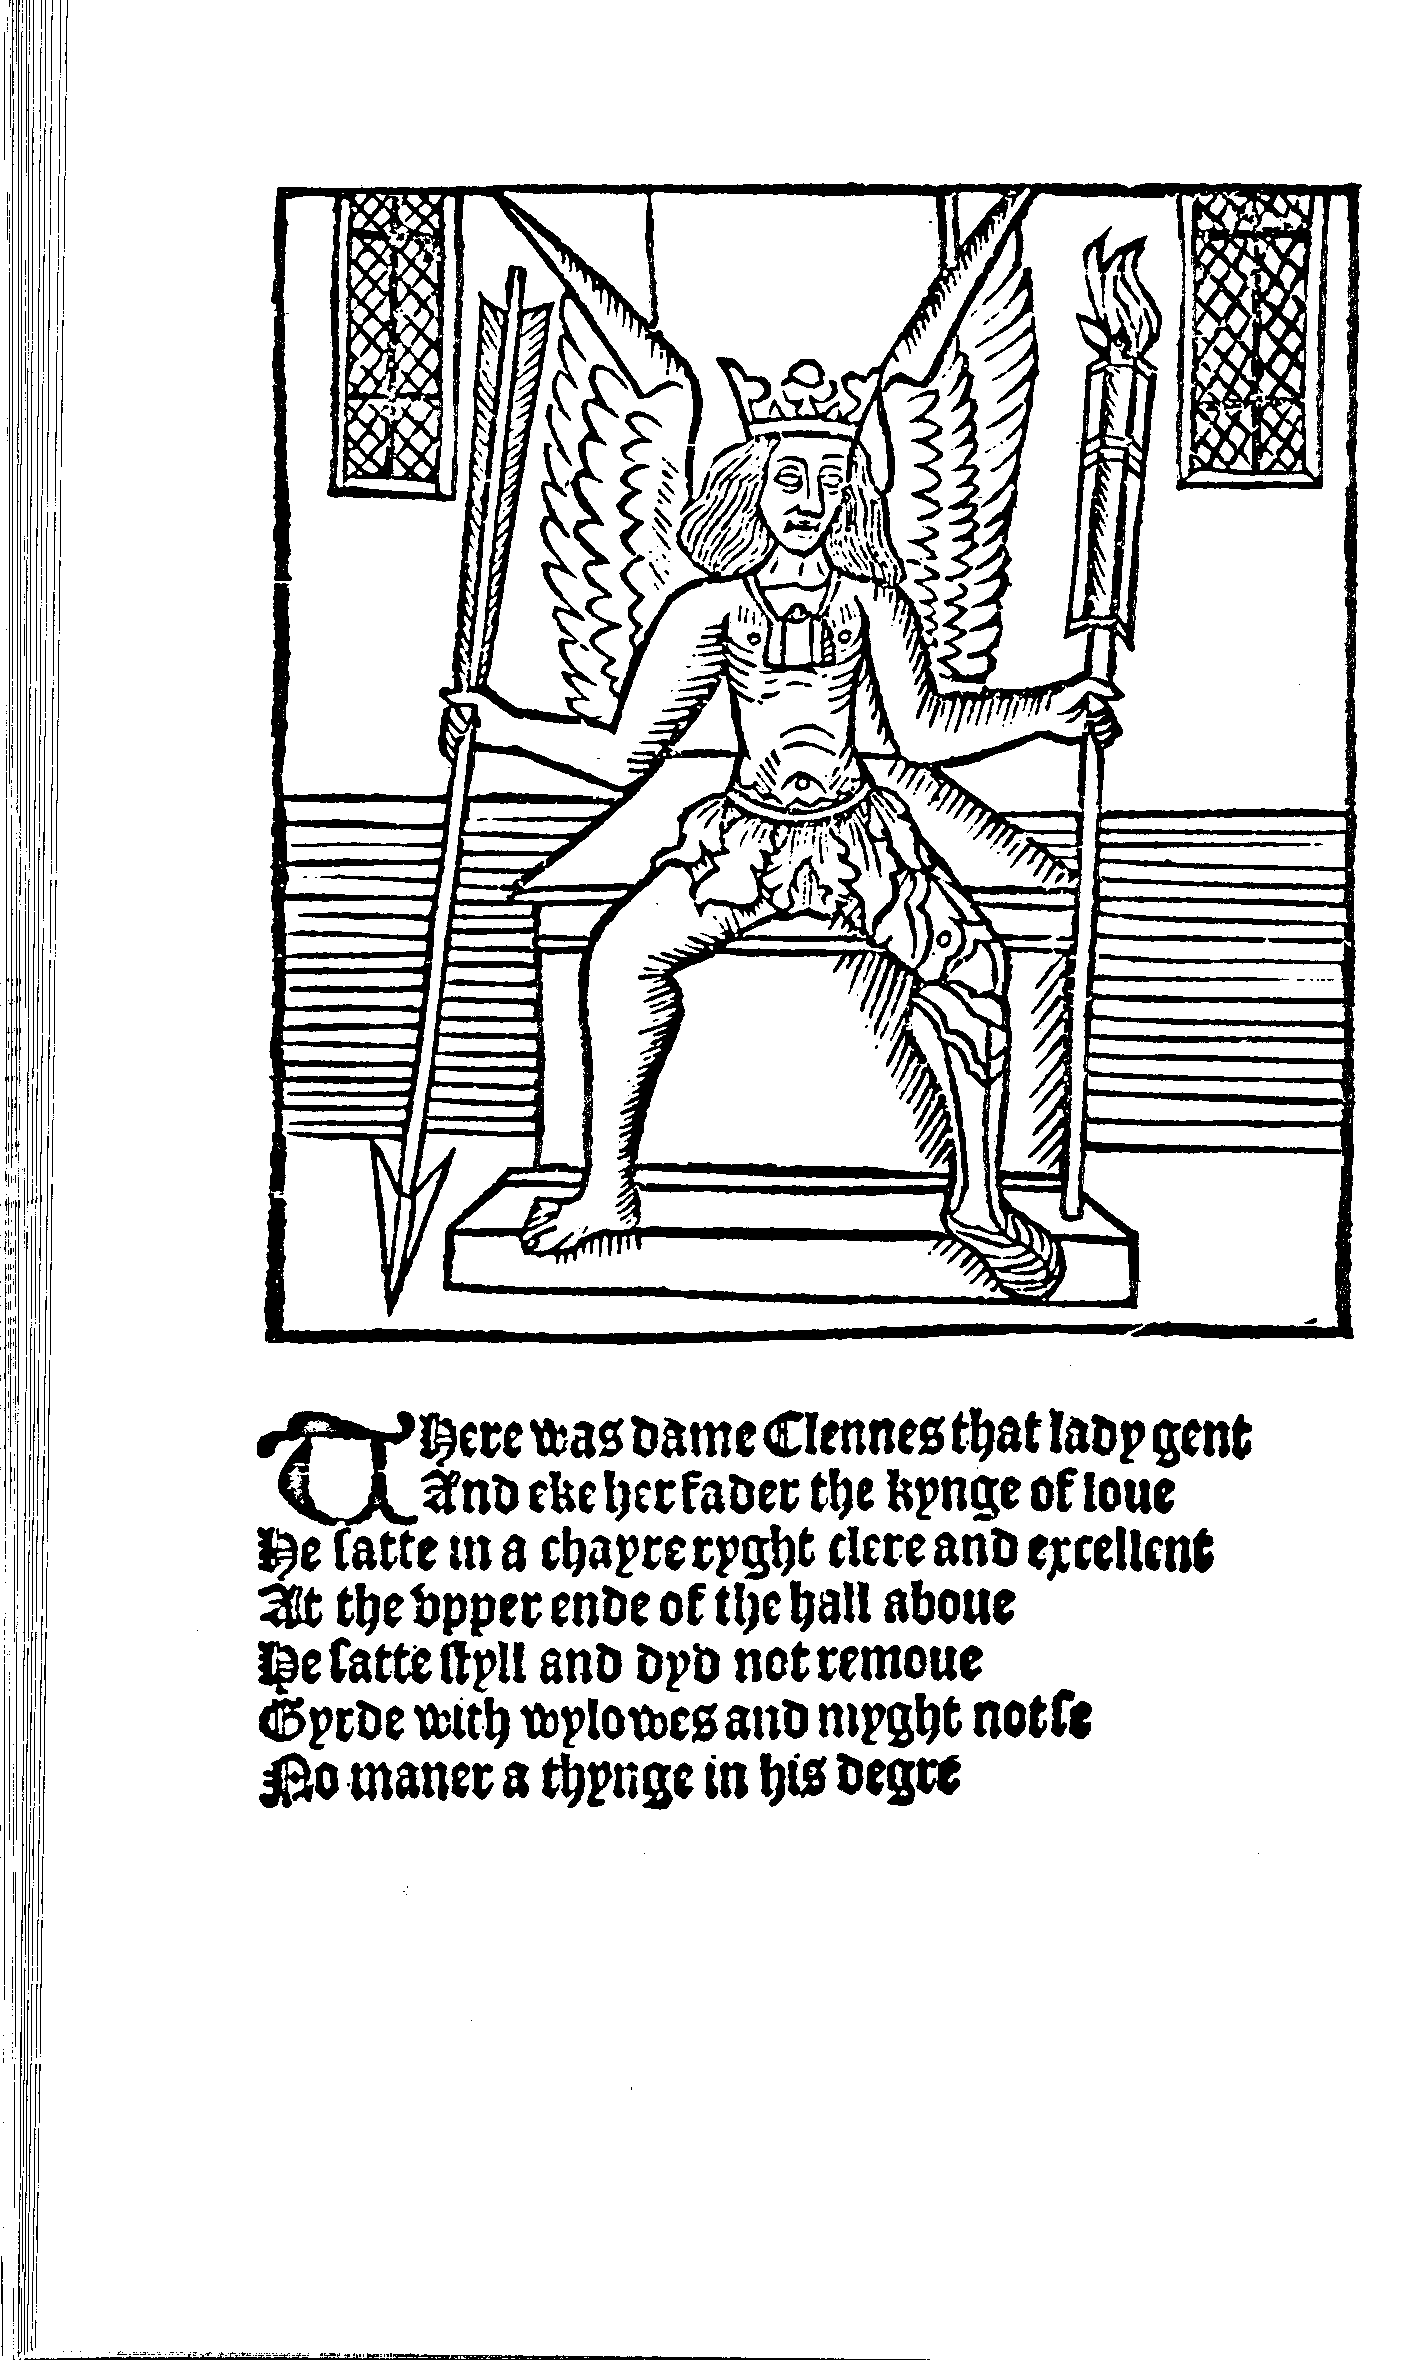 There was dame Clennes that lady gent
And eke her fader the kynge of loue
He ſatte in a chayre ryght clere and excellent
At the vpper ende of the hall aboue
He ſatte ſtyll and dyd not remoue
Gyrde with wylowes and myght not ſe
No maner a thynge in his degre